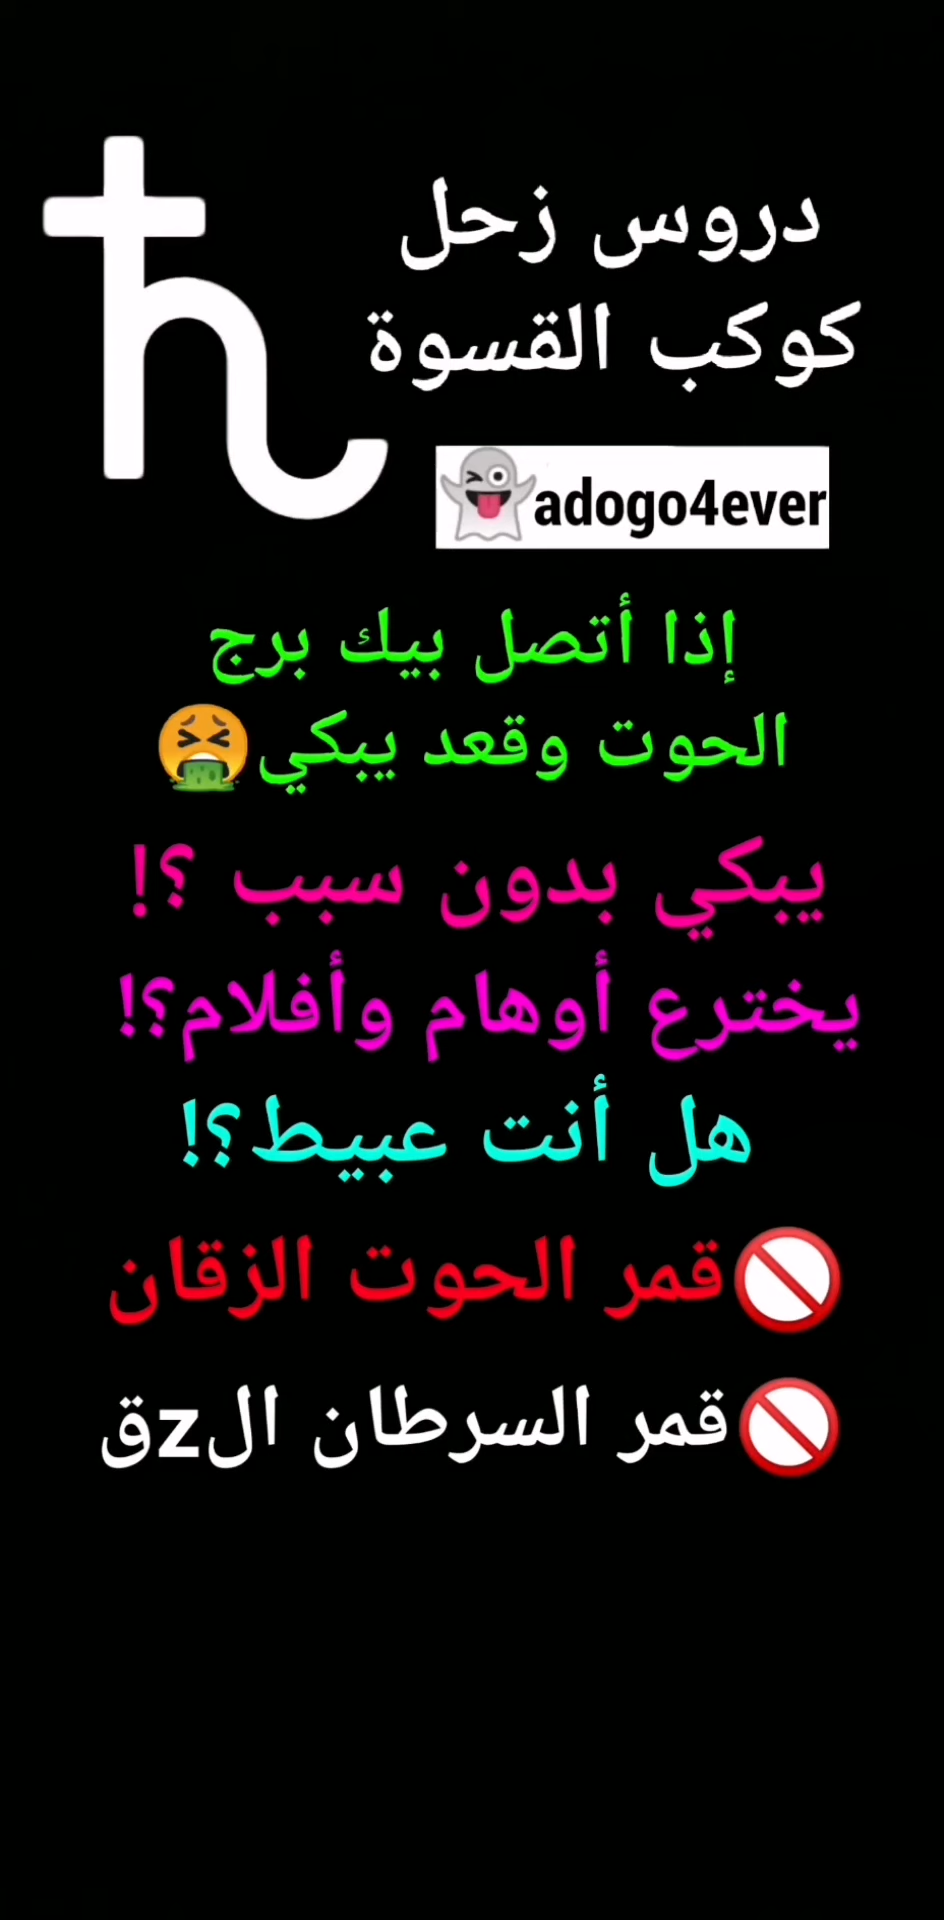 دروس زحل
كوكب القسوة
👻adogo4ever
إذا أتصل بيك برج
الحوت وقعد يبكي🤮
يبكي بدون سبب ؟!
يخترع أوهام وأفلام؟!
هل أنت عبيط؟!
🚫قمر الحوت الزقان
🚫قمر السرطان الzق